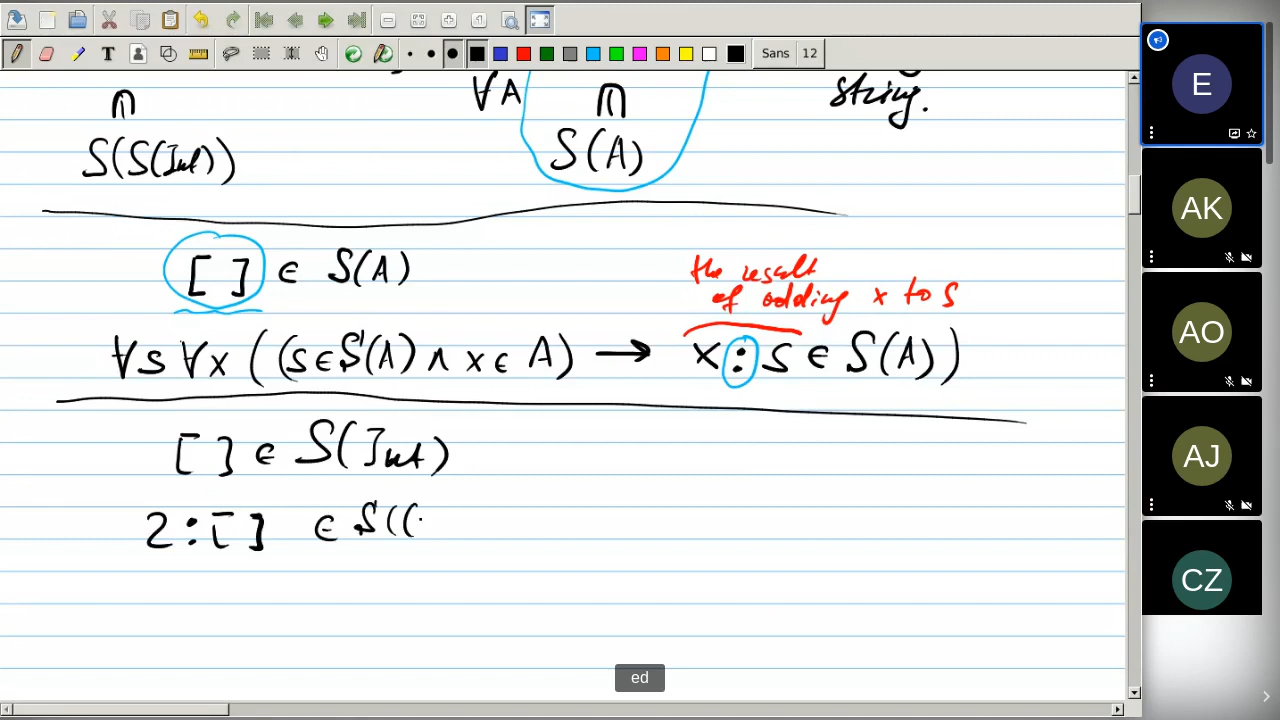 Sans 12
∀A
string.
S(S(Int))
S(A)
[ ] ∈ S(A)
the result
of adding x to s
∀s ∀x ((s∈S(A) ∧ x∈A) → x:s ∈ S(A))
[ ] ∈ S(Int)
2:[ ] ∈ S((
ed
E
AK
AO
AJ
CZ